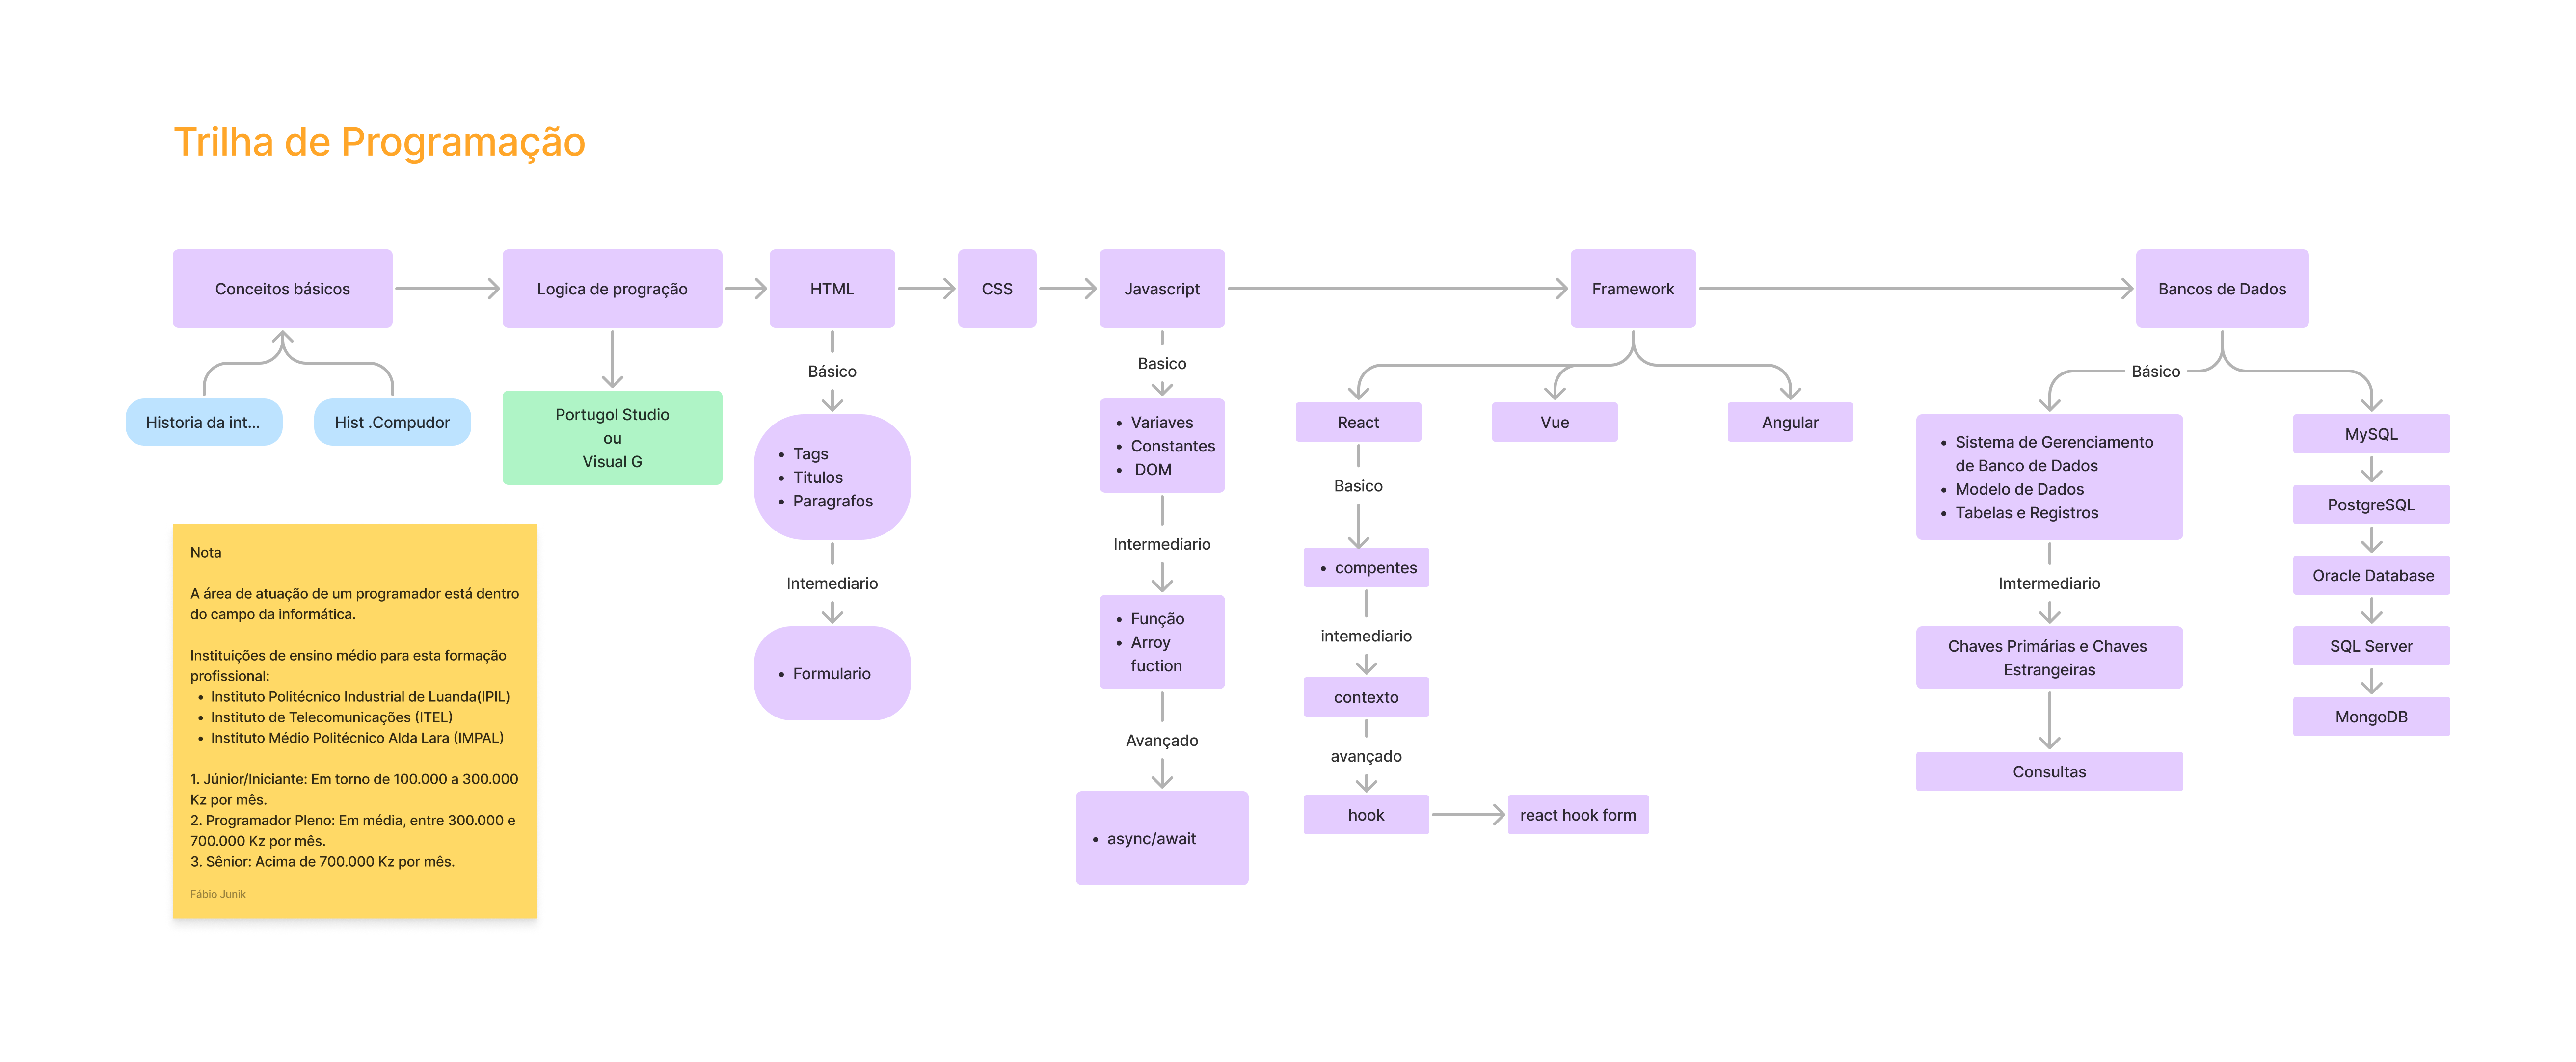 Trilha de Programação
Conceitos básicos
Logica de progração
HTML
CSS
Javascript
Framework
Bancos de Dados
Historia da int...
Hist .Compudor
Portugol Studio
ou
Visual G
Básico
• Tags
• Titulos
• Paragrafos
Intemediario
• Formulario
Basico
• Variaves
• Constantes
• DOM
Intermediario
• Função
• Arroy
fuction
Avançado
• async/await
React
Vue
Angular
Basico
• compentes
intemediario
contexto
avançado
hook
react hook form
Básico
• Sistema de Gerenciamento
de Banco de Dados
• Modelo de Dados
• Tabelas e Registros
Imtermediario
Chaves Primárias e Chaves
Estrangeiras
Consultas
MySQL
PostgreSQL
Oracle Database
SQL Server
MongoDB
Nota
A área de atuação de um programador está dentro
do campo da informática.
Instituições de ensino médio para esta formação
profissional:
• Instituto Politécnico Industrial de Luanda(IPIL)
• Instituto de Telecomunicações (ITEL)
• Instituto Médio Politécnico Alda Lara (IMPAL)
1. Júnior/Iniciante: Em torno de 100.000 a 300.000
Kz por mês.
2. Programador Pleno: Em média, entre 300.000 e
700.000 Kz por mês.
3. Sênior: Acima de 700.000 Kz por mês.
Fábio Junik